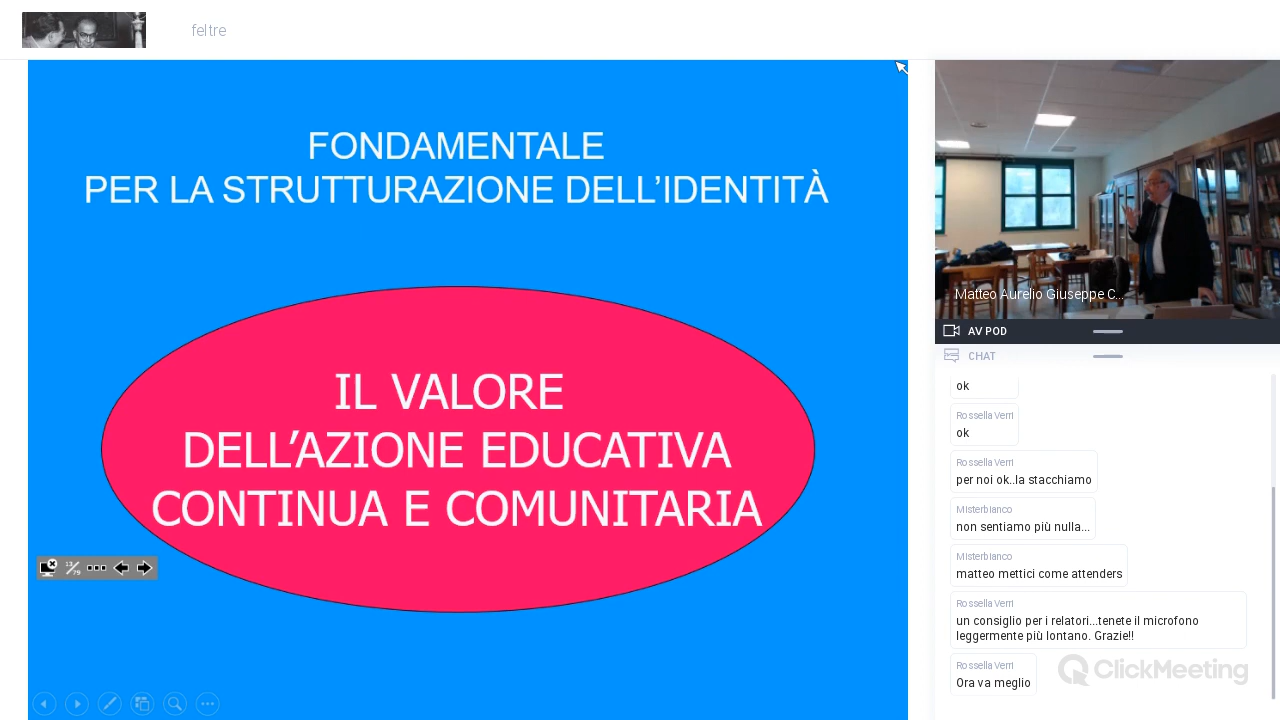 feltre
FONDAMENTALE
PER LA STRUTTURAZIONE DELL'IDENTITÀ
IL VALORE
DELL'AZIONE EDUCATIVA
CONTINUA E COMUNITARIA
13/79
Matteo Aurelio Giuseppe C...
AV POD
CHAT
ok
Rossella Verri
ok
Rossella Verri
per noi ok..la stacchiamo
Misterbianco
non sentiamo più nulla...
Misterbianco
matteo mettici come attenders
Rossella Verri
un consiglio per i relatori...tenete il microfono
leggermente più lontano. Grazie!!
Rossella Verri
Ora va meglio
ClickMeeting